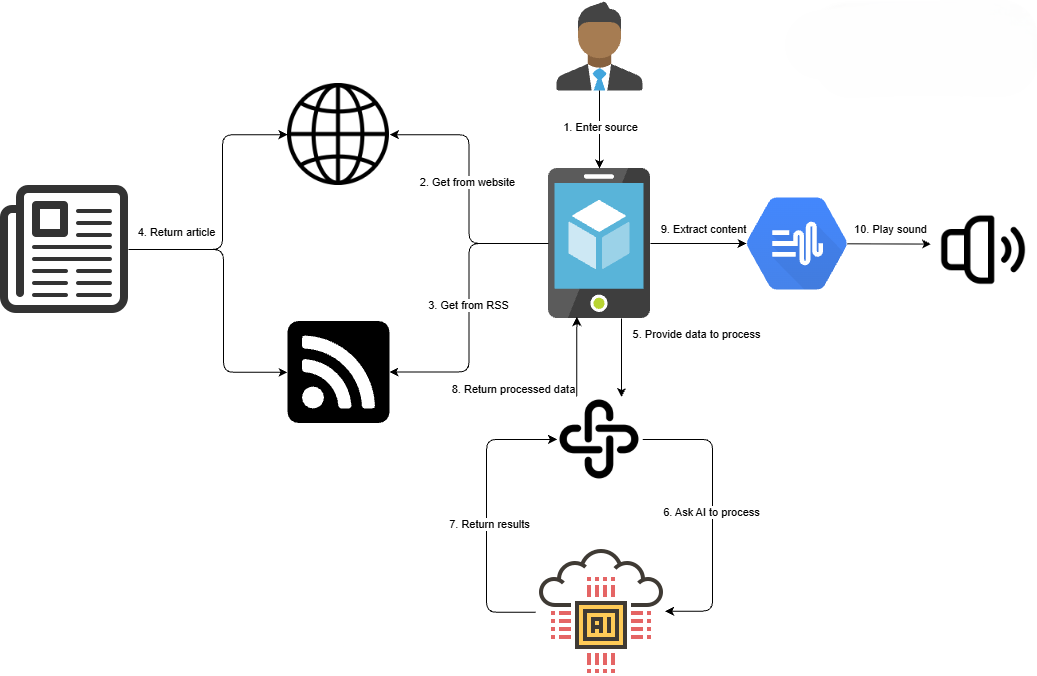 1. Enter source
2. Get from website
4. Return article
9. Extract content
10. Play sound
3. Get from RSS
5. Provide data to process
8. Return processed data
7. Return results
6. Ask AI to process
AI